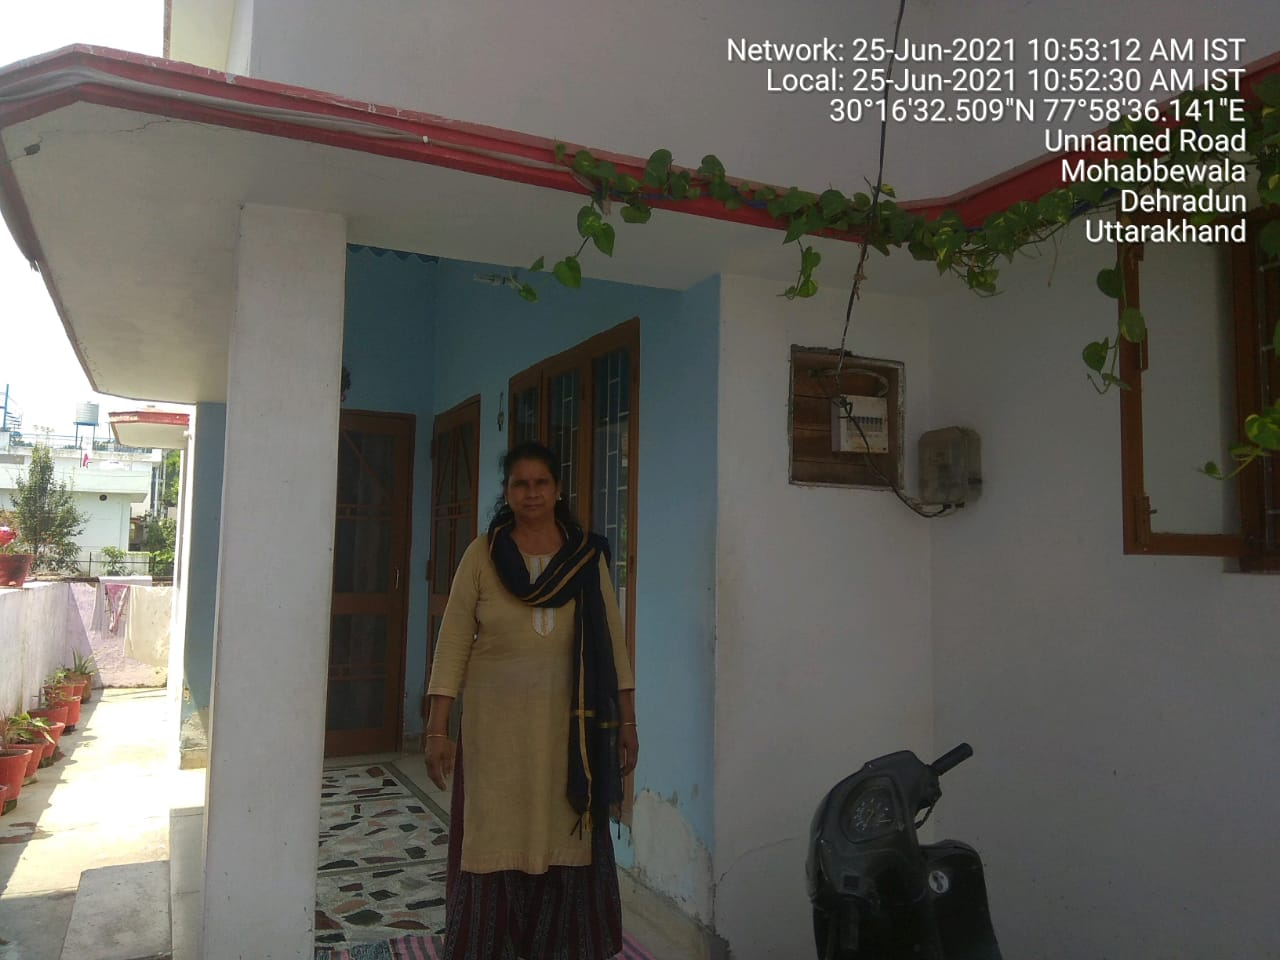 Network: 25-Jun-2021 10:53:12 AM IST
Local: 25-Jun-2021 10:52:30 AM IST
30°16'32.509"N 77°58'36.141"E
Unnamed Road
Mohabbewala
Dehradun
Uttarakhand